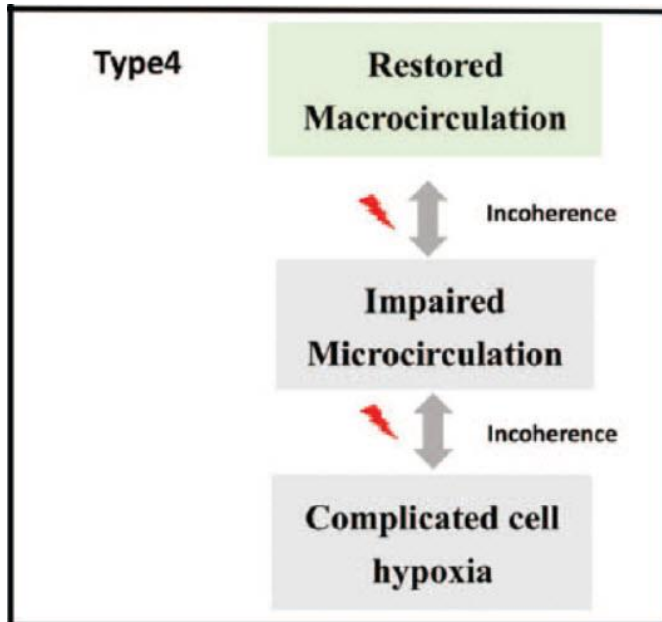 Type4
Restored
Macrocirculation
Incoherence
Impaired
Microcirculation
Incoherence
Complicated cell
hypoxia